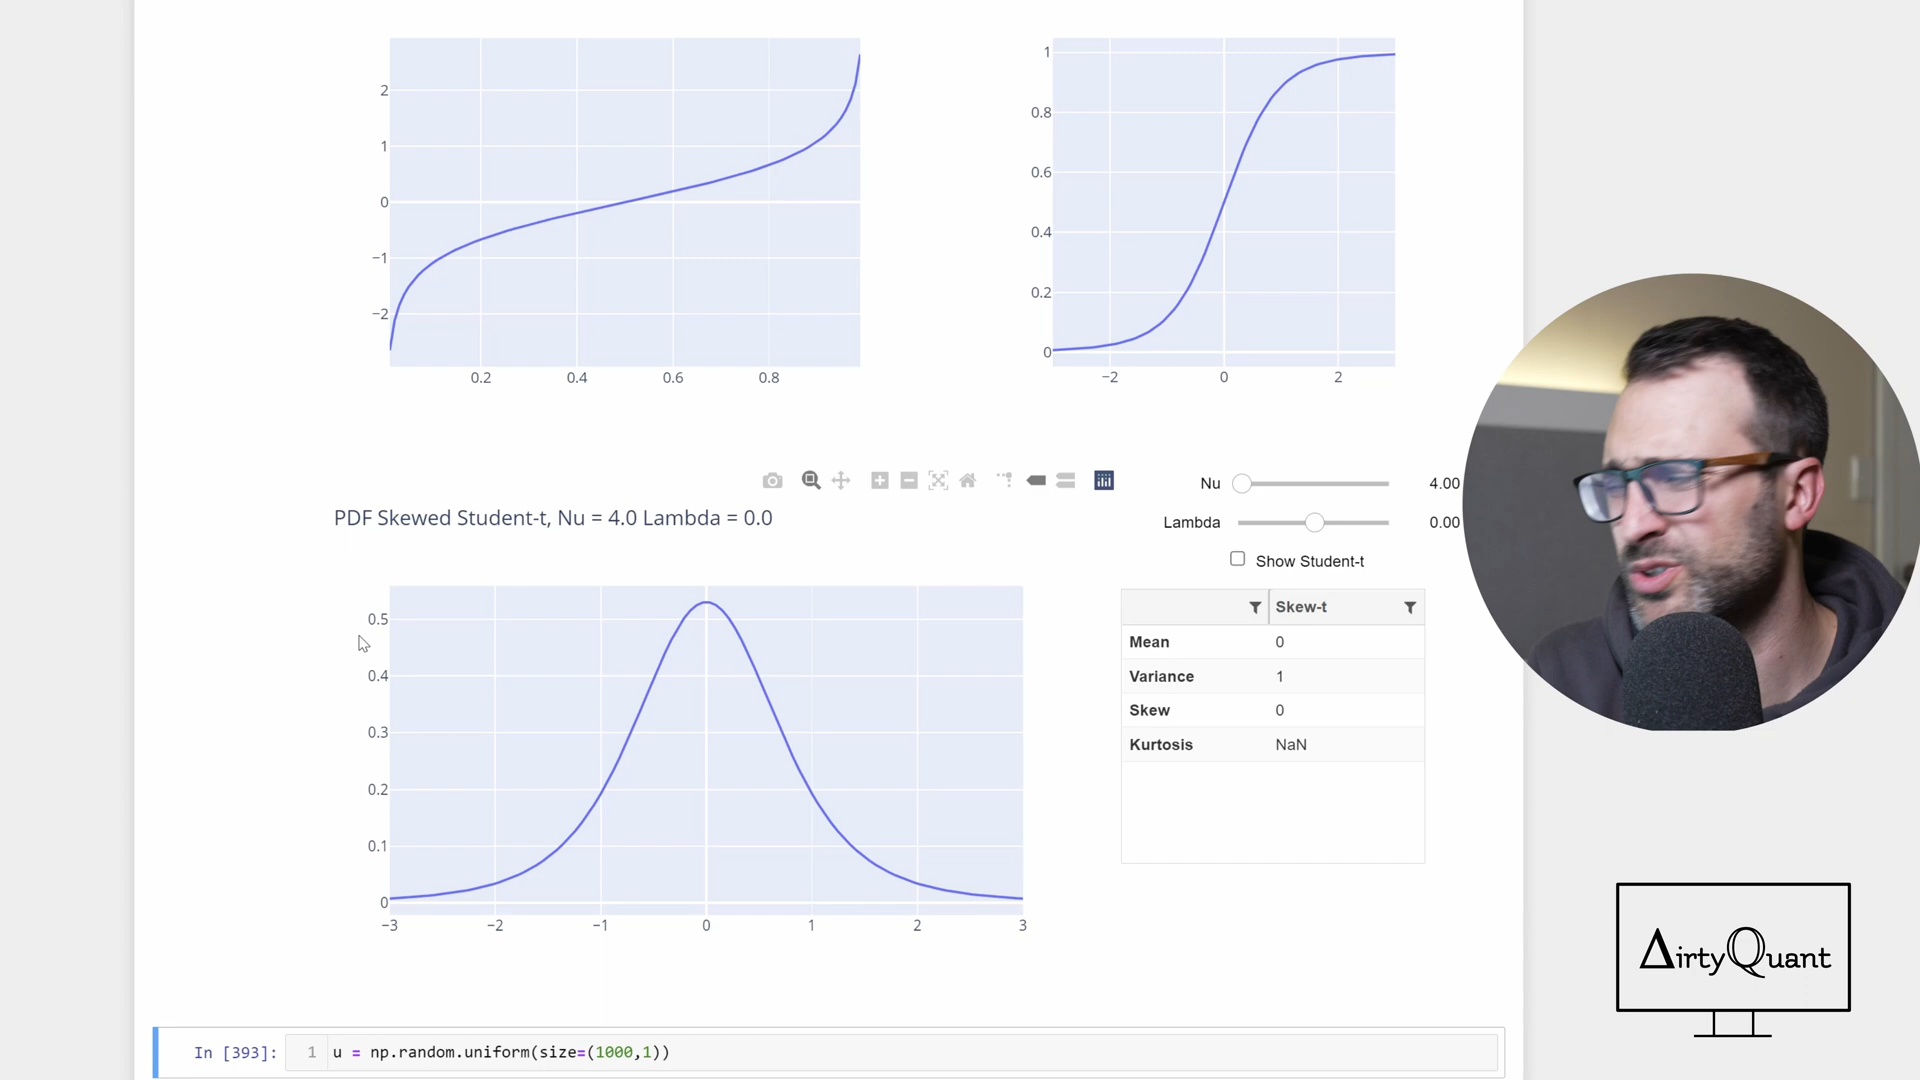 2
1
0
−1
−2
0.2
0.4
0.6
0.8
1
0.8
0.6
0.4
0.2
0
−2
0
2
Nu
4.00
PDF Skewed Student-t, Nu = 4.0 Lambda = 0.0
Lambda
0.00
Show Student-t
Skew-t
Mean 0
Variance 1
Skew 0
Kurtosis NaN
0.5
0.4
0.3
0.2
0.1
0
−3
−2
−1
0
1
2
3
ΔirtyQuant
In [393]:
1 u = np.random.uniform(size=(1000,1))